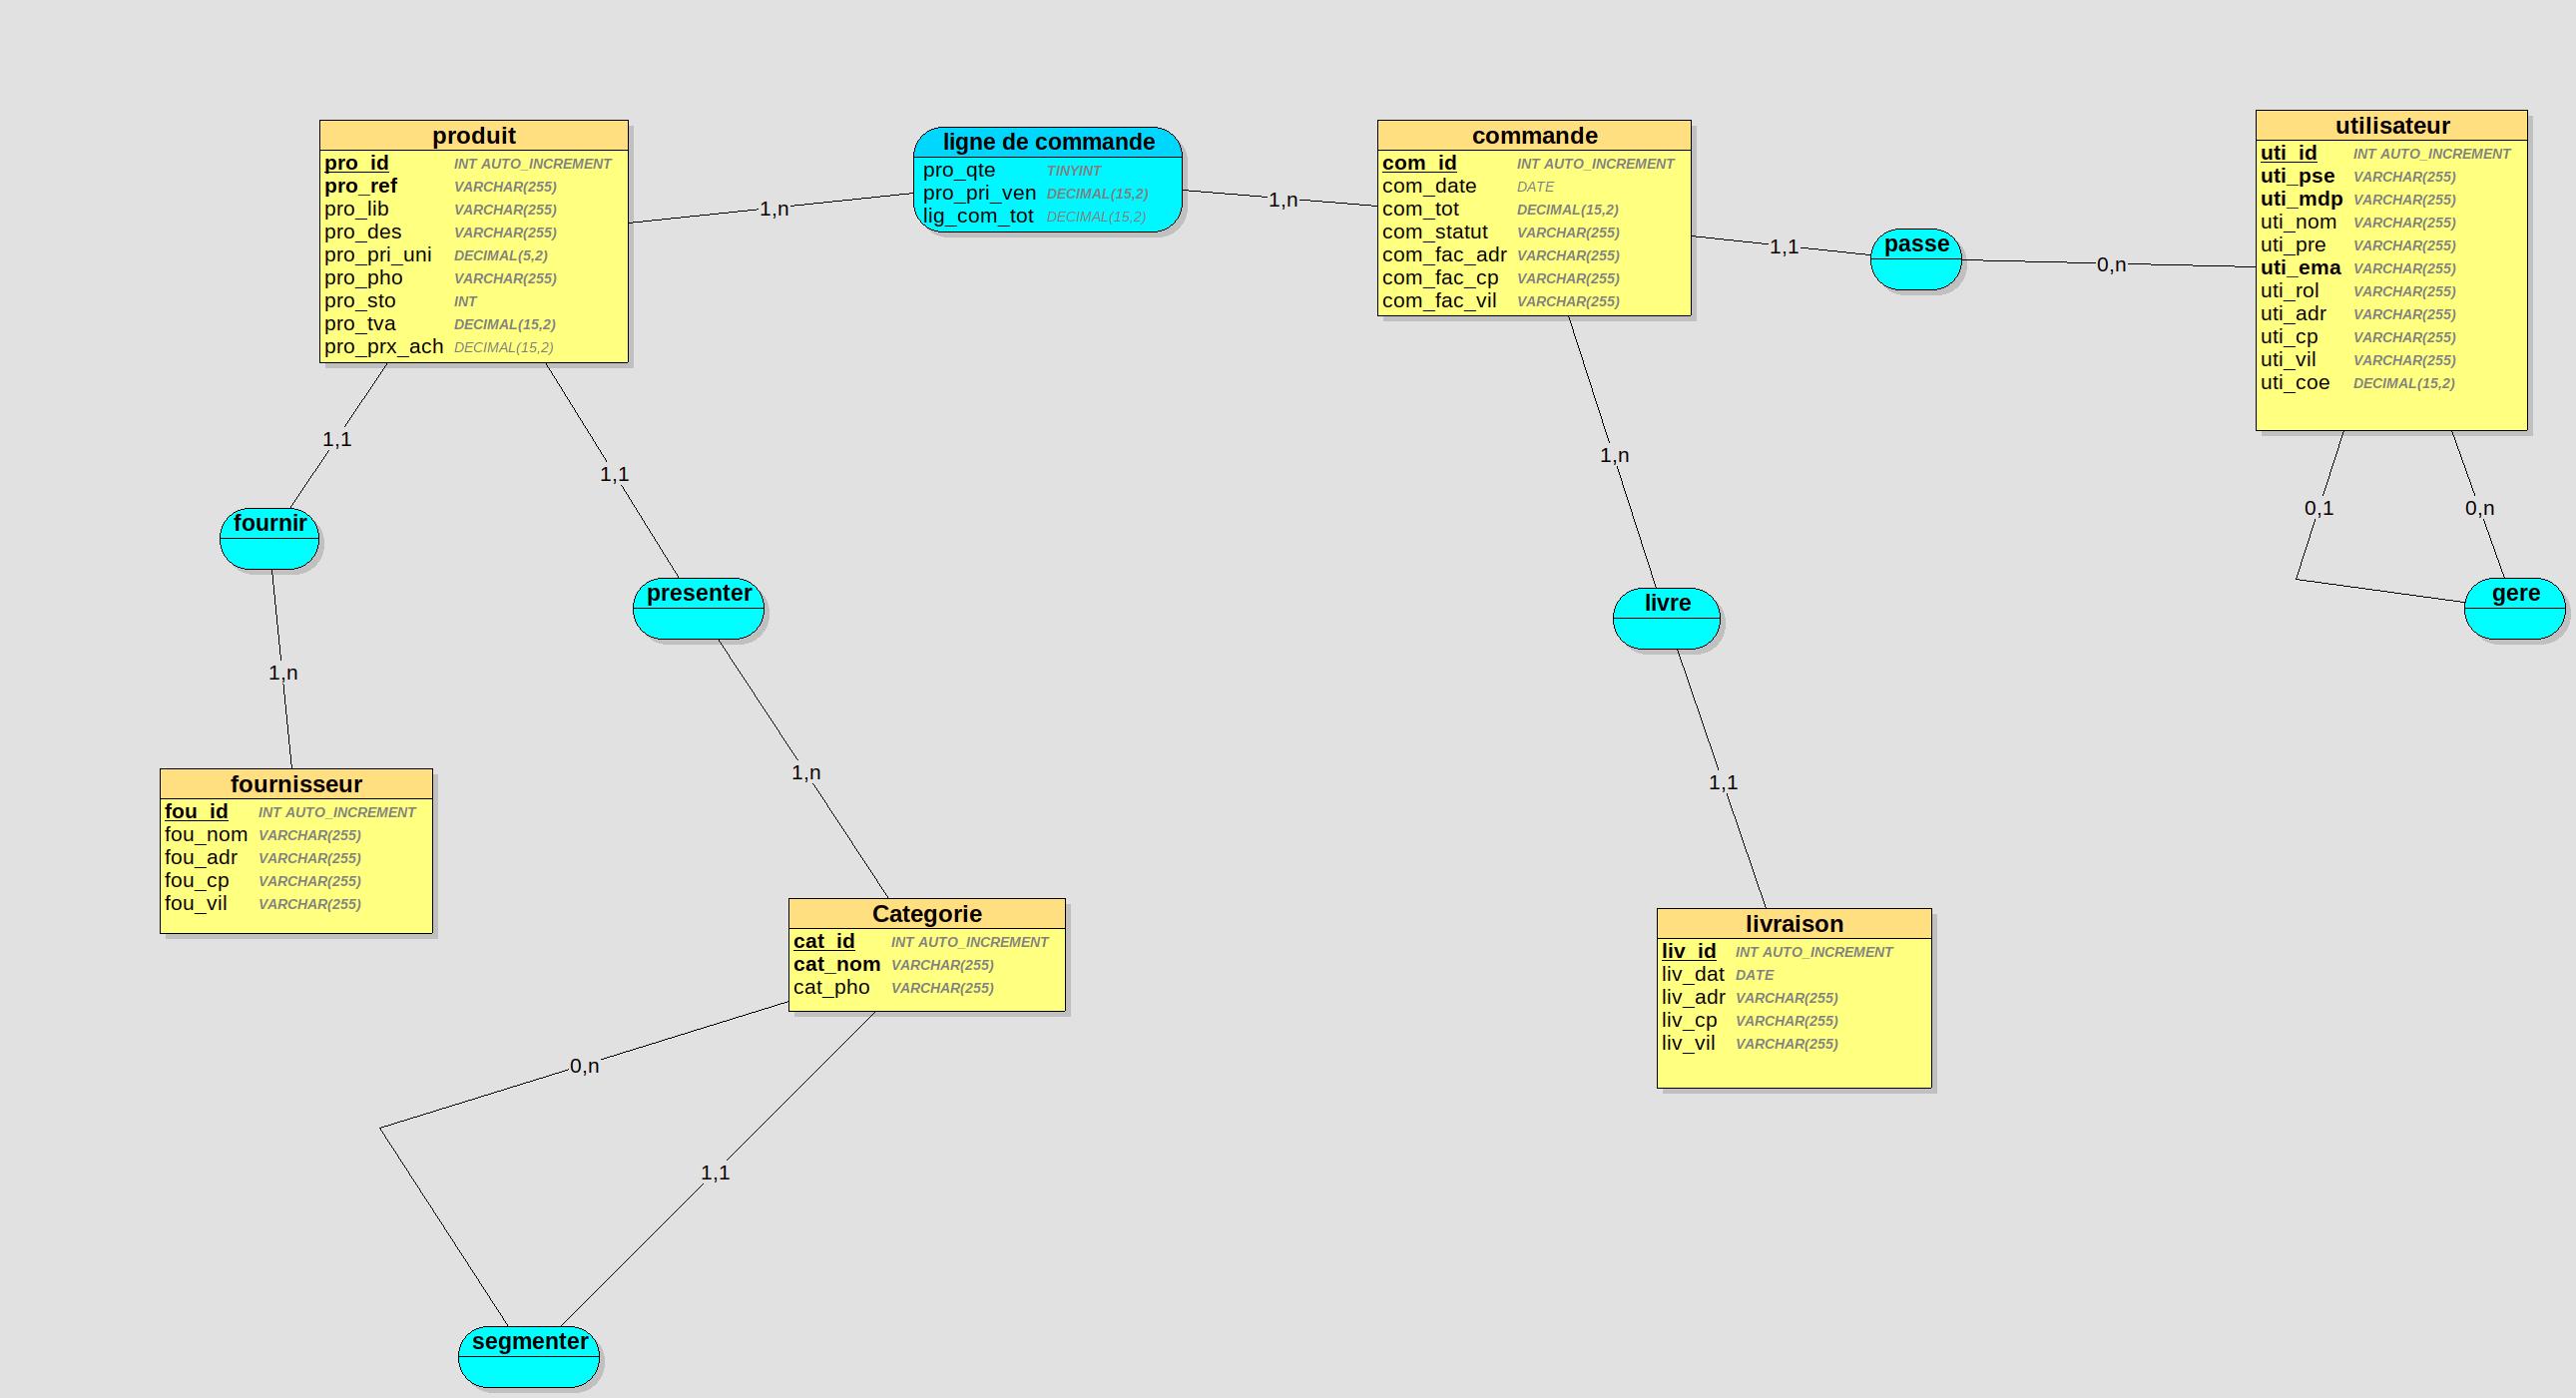 produit
pro_id INT AUTO_INCREMENT
pro_ref VARCHAR(255)
pro_lib VARCHAR(255)
pro_des VARCHAR(255)
pro_pri_uni DECIMAL(5,2)
pro_pho VARCHAR(255)
pro_sto INT
pro_tva DECIMAL(15,2)
pro_prx_ach DECIMAL(15,2)
1,n
ligne de commande
pro_qte TINYINT
pro_pri_ven DECIMAL(15,2)
lig_com_tot DECIMAL(15,2)
1,n
commande
com_id INT AUTO_INCREMENT
com_date DATE
com_tot DECIMAL(15,2)
com_statut VARCHAR(255)
com_fac_adr VARCHAR(255)
com_fac_cp VARCHAR(255)
com_fac_vil VARCHAR(255)
1,1
passe
0,n
utilisateur
uti_id INT AUTO_INCREMENT
uti_pse VARCHAR(255)
uti_mdp VARCHAR(255)
uti_nom VARCHAR(255)
uti_pre VARCHAR(255)
uti_ema VARCHAR(255)
uti_rol VARCHAR(255)
uti_adr VARCHAR(255)
uti_cp VARCHAR(255)
uti_vil VARCHAR(255)
uti_coe DECIMAL(15,2)
1,1
1,1
1,n
0,1
0,n
fournir
presenter
livre
gere
1,n
1,n
1,1
fournisseur
fou_id INT AUTO_INCREMENT
fou_nom VARCHAR(255)
fou_adr VARCHAR(255)
fou_cp VARCHAR(255)
fou_vil VARCHAR(255)
Categorie
cat_id INT AUTO_INCREMENT
cat_nom VARCHAR(255)
cat_pho VARCHAR(255)
livraison
liv_id INT AUTO_INCREMENT
liv_dat DATE
liv_adr VARCHAR(255)
liv_cp VARCHAR(255)
liv_vil VARCHAR(255)
0,n
1,1
segmenter